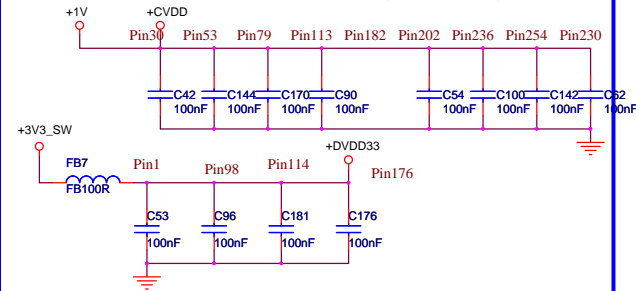 +1V
+CVDD
Pin30 Pin53 Pin79 Pin113 Pin182 Pin202 Pin236 Pin254 Pin230
C42 C144 C170 C90 C54 C100 C142 C62
100nF 100nF 100nF 100nF 100nF 100nF 100nF 100nF
+3V3_SW
+DVDD33
FB7
FB100R
Pin1 Pin98 Pin114 Pin176
C53 C96 C181 C176
100nF 100nF 100nF 100nF